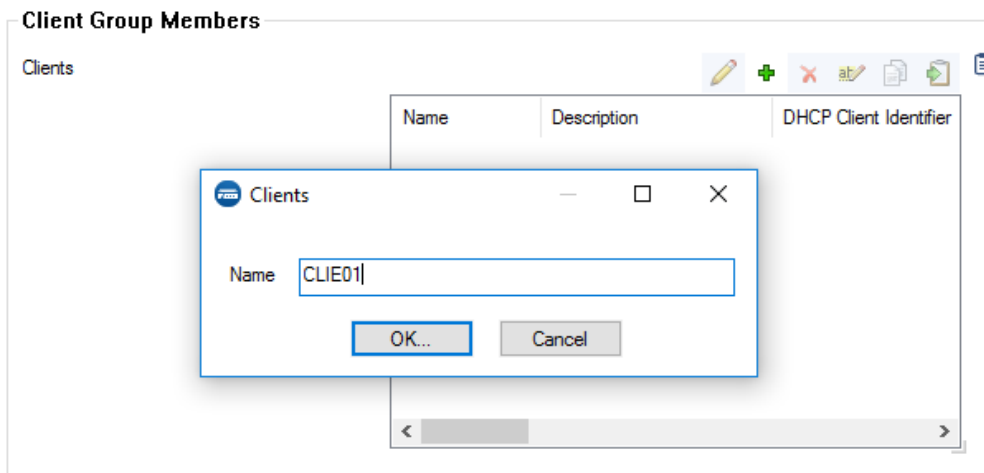 Client Group Members
Clients
Name Description DHCP Client Identifier
Clients
Name CLIE01
OK... Cancel